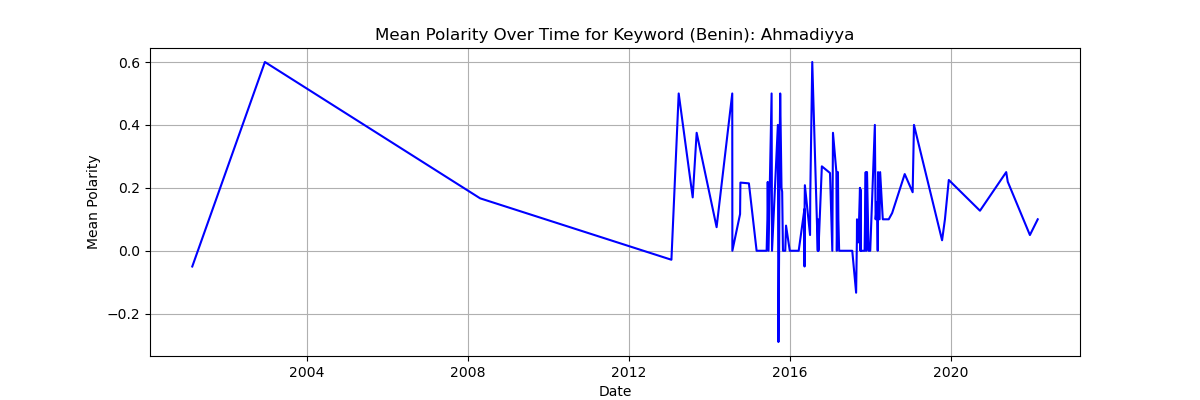 Mean Polarity Over Time for Keyword (Benin): Ahmadiyya
Mean Polarity
0.6
0.4
0.2
0.0
−0.2
2004 2008 2012 2016 2020
Date